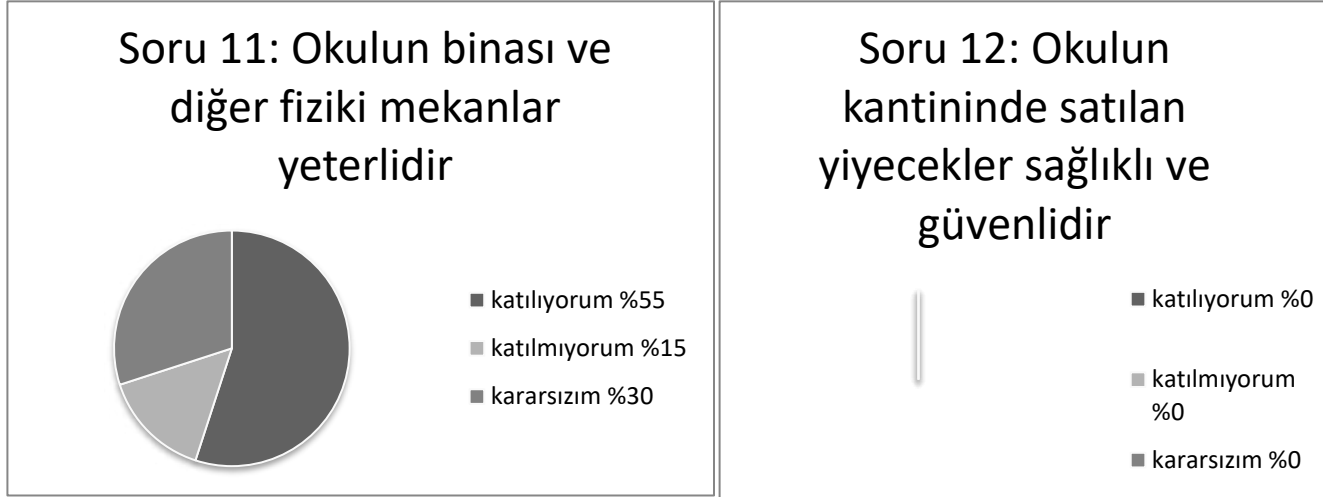 Soru 11: Okulun binası ve
diğer fiziki mekanlar
yeterlidir
katılıyorum %55
katılmıyorum %15
kararsızım %30
Soru 12: Okulun
kantininde satılan
yiyecekler sağlıklı ve
güvenlidir
katılıyorum %0
katılmıyorum
%0
kararsızım %0